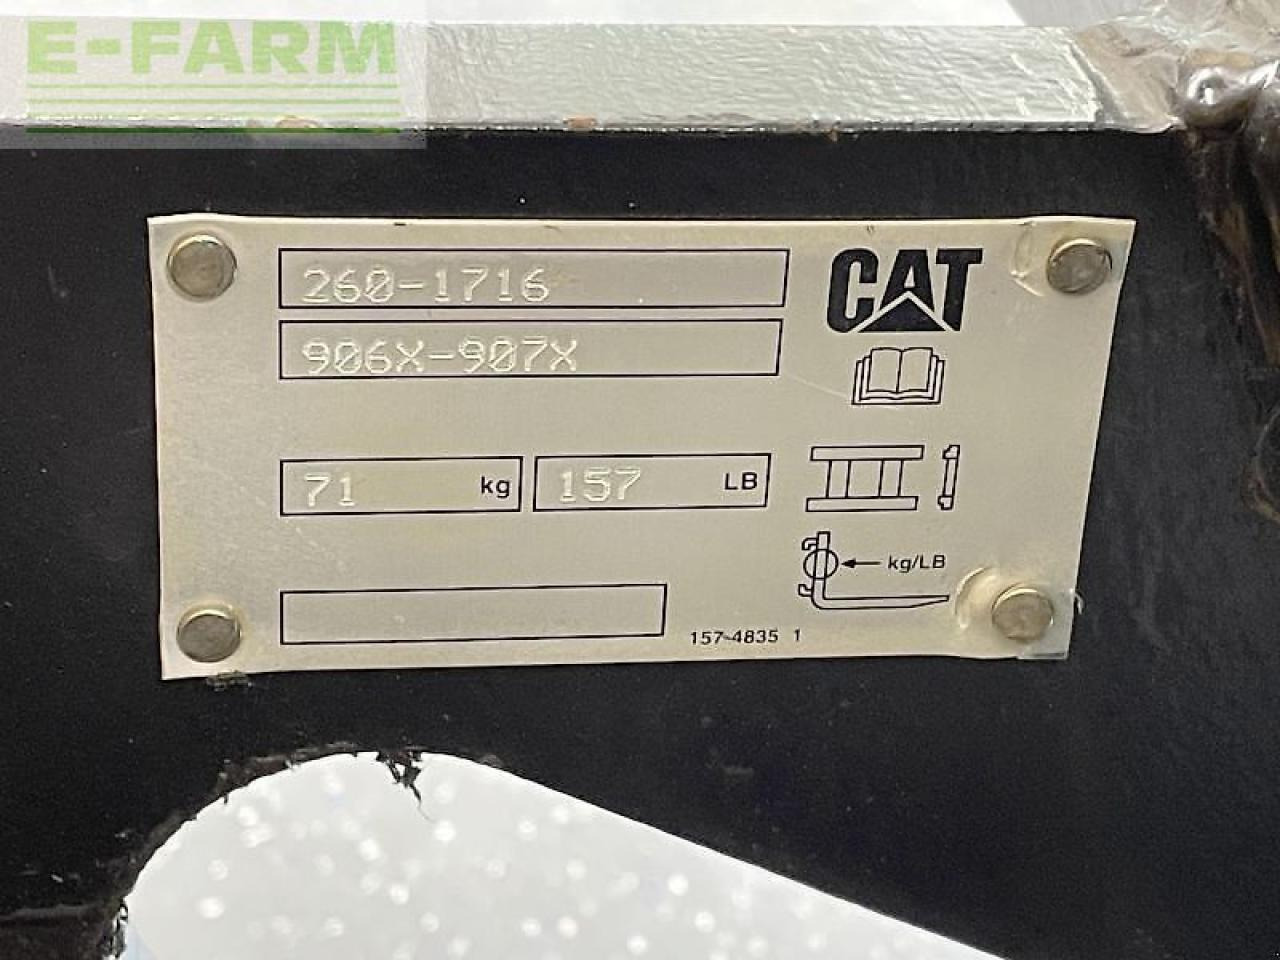 E-FARM
260-1716
CAT
906X-907X
71 kg 157 LB
kg/LB
157-4835 1